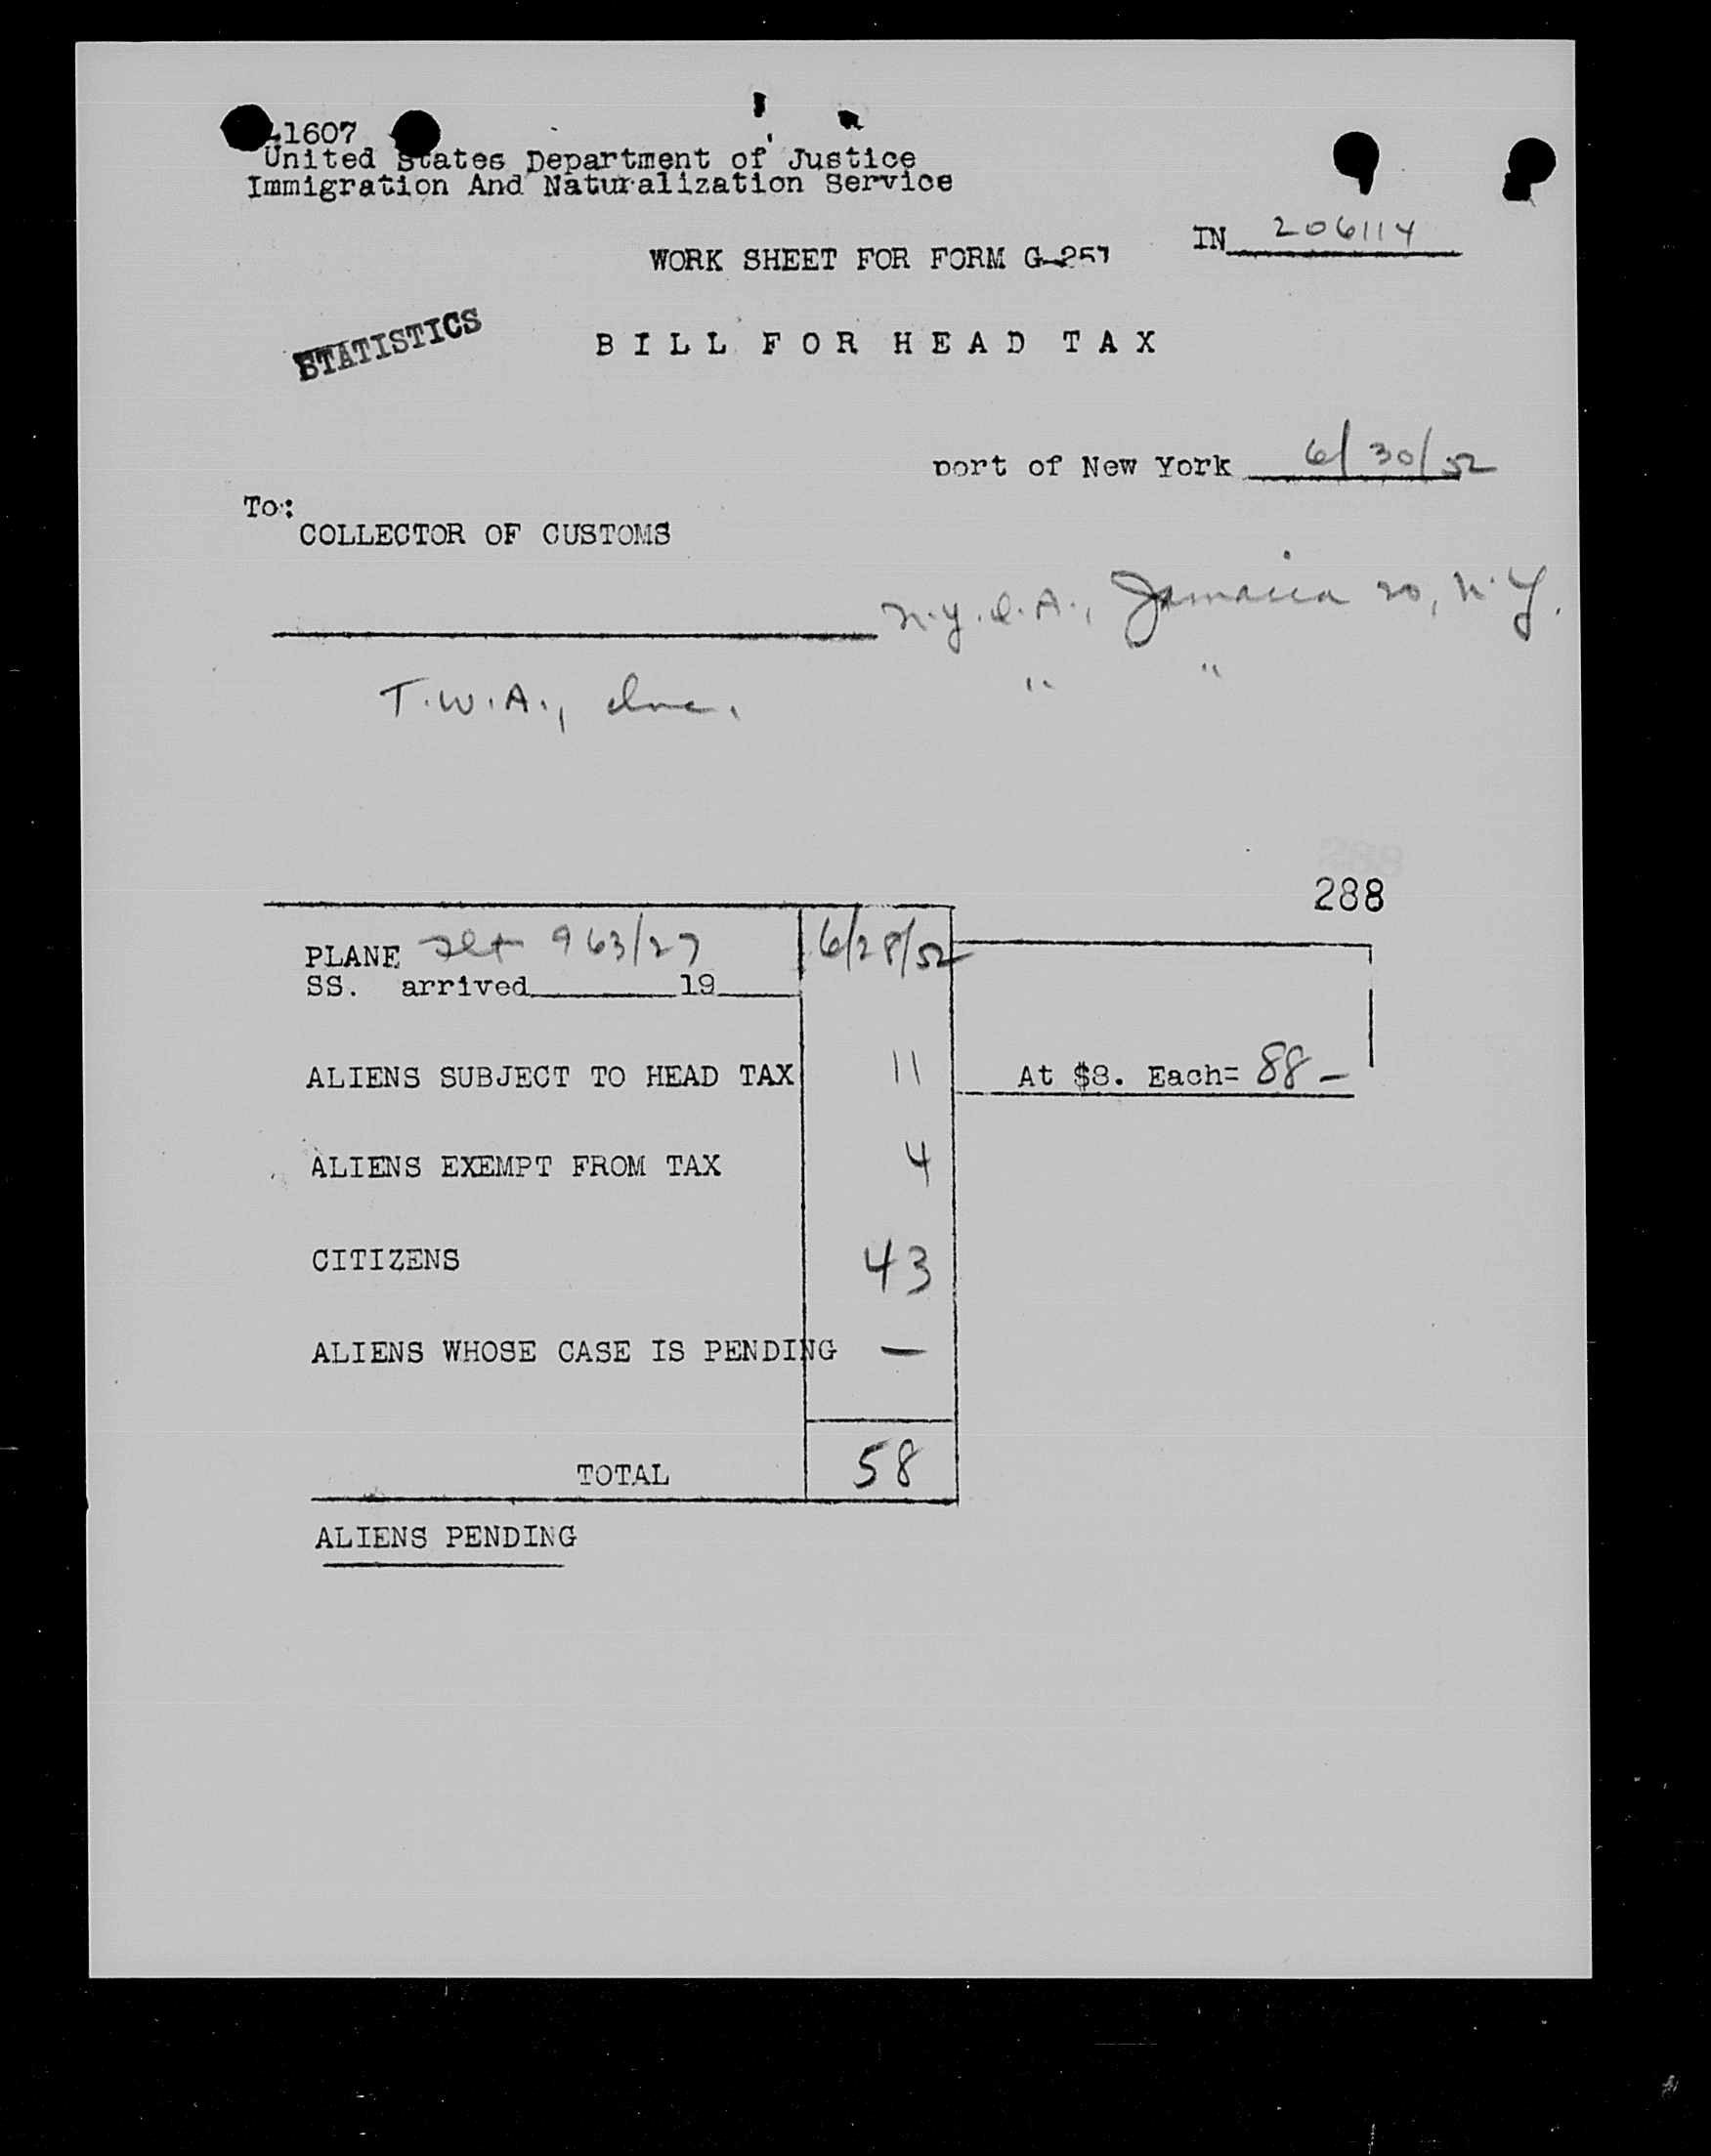 1607
United States Department of Justice
Immigration And Naturalization Service
IN 206114
WORK SHEET FOR FORM G-257
STATISTICS
BILL FOR HEAD TAX
port of New York 6/30/52
To:
COLLECTOR OF CUSTOMS
N.Y.I.A., Jamaica 20, N.Y.
T.W.A., Inc. " "
288
PLANE 963/27 6/28/52
SS. arrived 19
ALIENS SUBJECT TO HEAD TAX 11 At $8. Each= 88 –
ALIENS EXEMPT FROM TAX 4
CITIZENS 43
ALIENS WHOSE CASE IS PENDING —
TOTAL 58
ALIENS PENDING